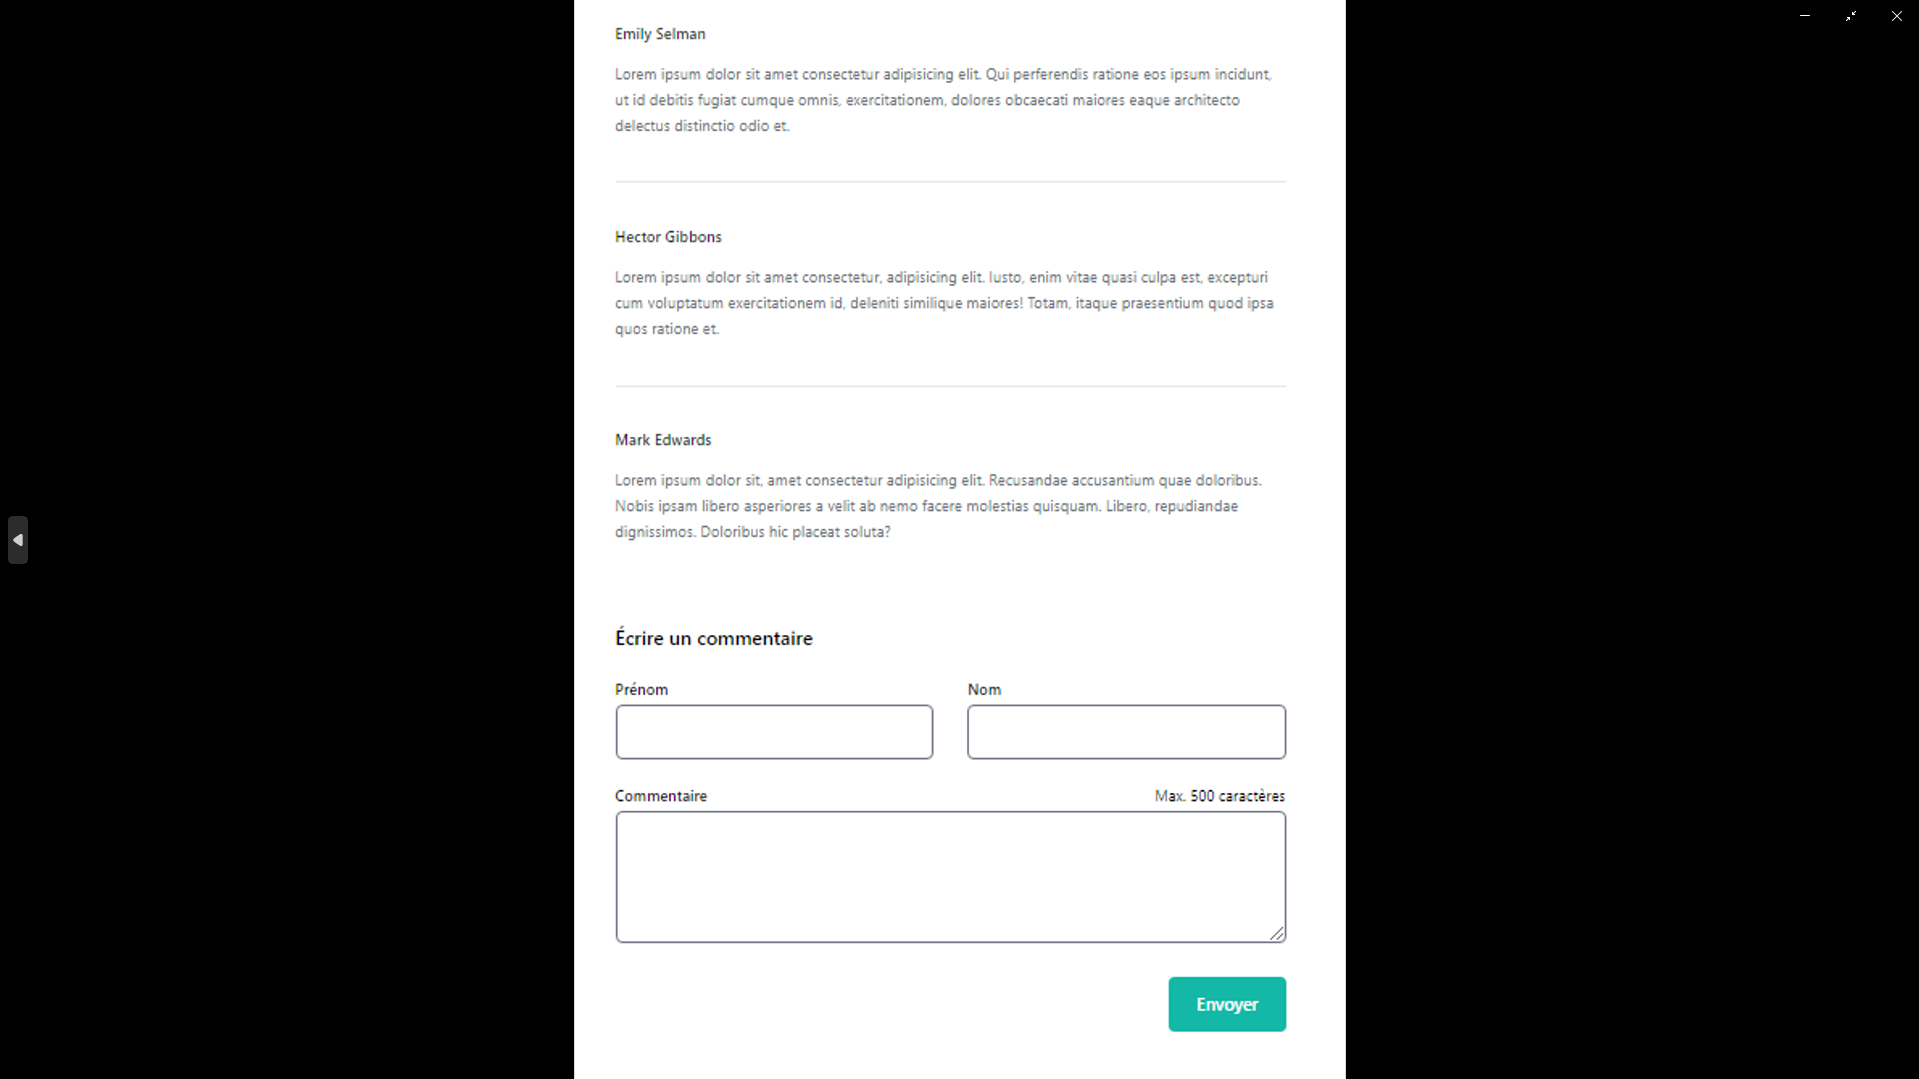 Emily Selman
Lorem ipsum dolor sit amet consectetur adipisicing elit. Qui perferendis ratione eos ipsum incidunt,
ut id debitis fugiat cumque omnis, exercitationem, dolores obcaecati maiores eaque architecto
delectus distinctio odio et.
Hector Gibbons
Lorem ipsum dolor sit amet consectetur, adipisicing elit. Iusto, enim vitae quasi culpa est, excepturi
cum voluptatum exercitationem id, deleniti similique maiores! Totam, itaque praesentium quod ipsa
quos ratione et.
Mark Edwards
Lorem ipsum dolor sit, amet consectetur adipisicing elit. Recusandae accusantium quae doloribus.
Nobis ipsam libero asperiores a velit ab nemo facere molestias quisquam. Libero, repudiandae
dignissimos. Doloribus hic placeat soluta?
Écrire un commentaire
Prénom
Nom
Commentaire
Max. 500 caractères
Envoyer